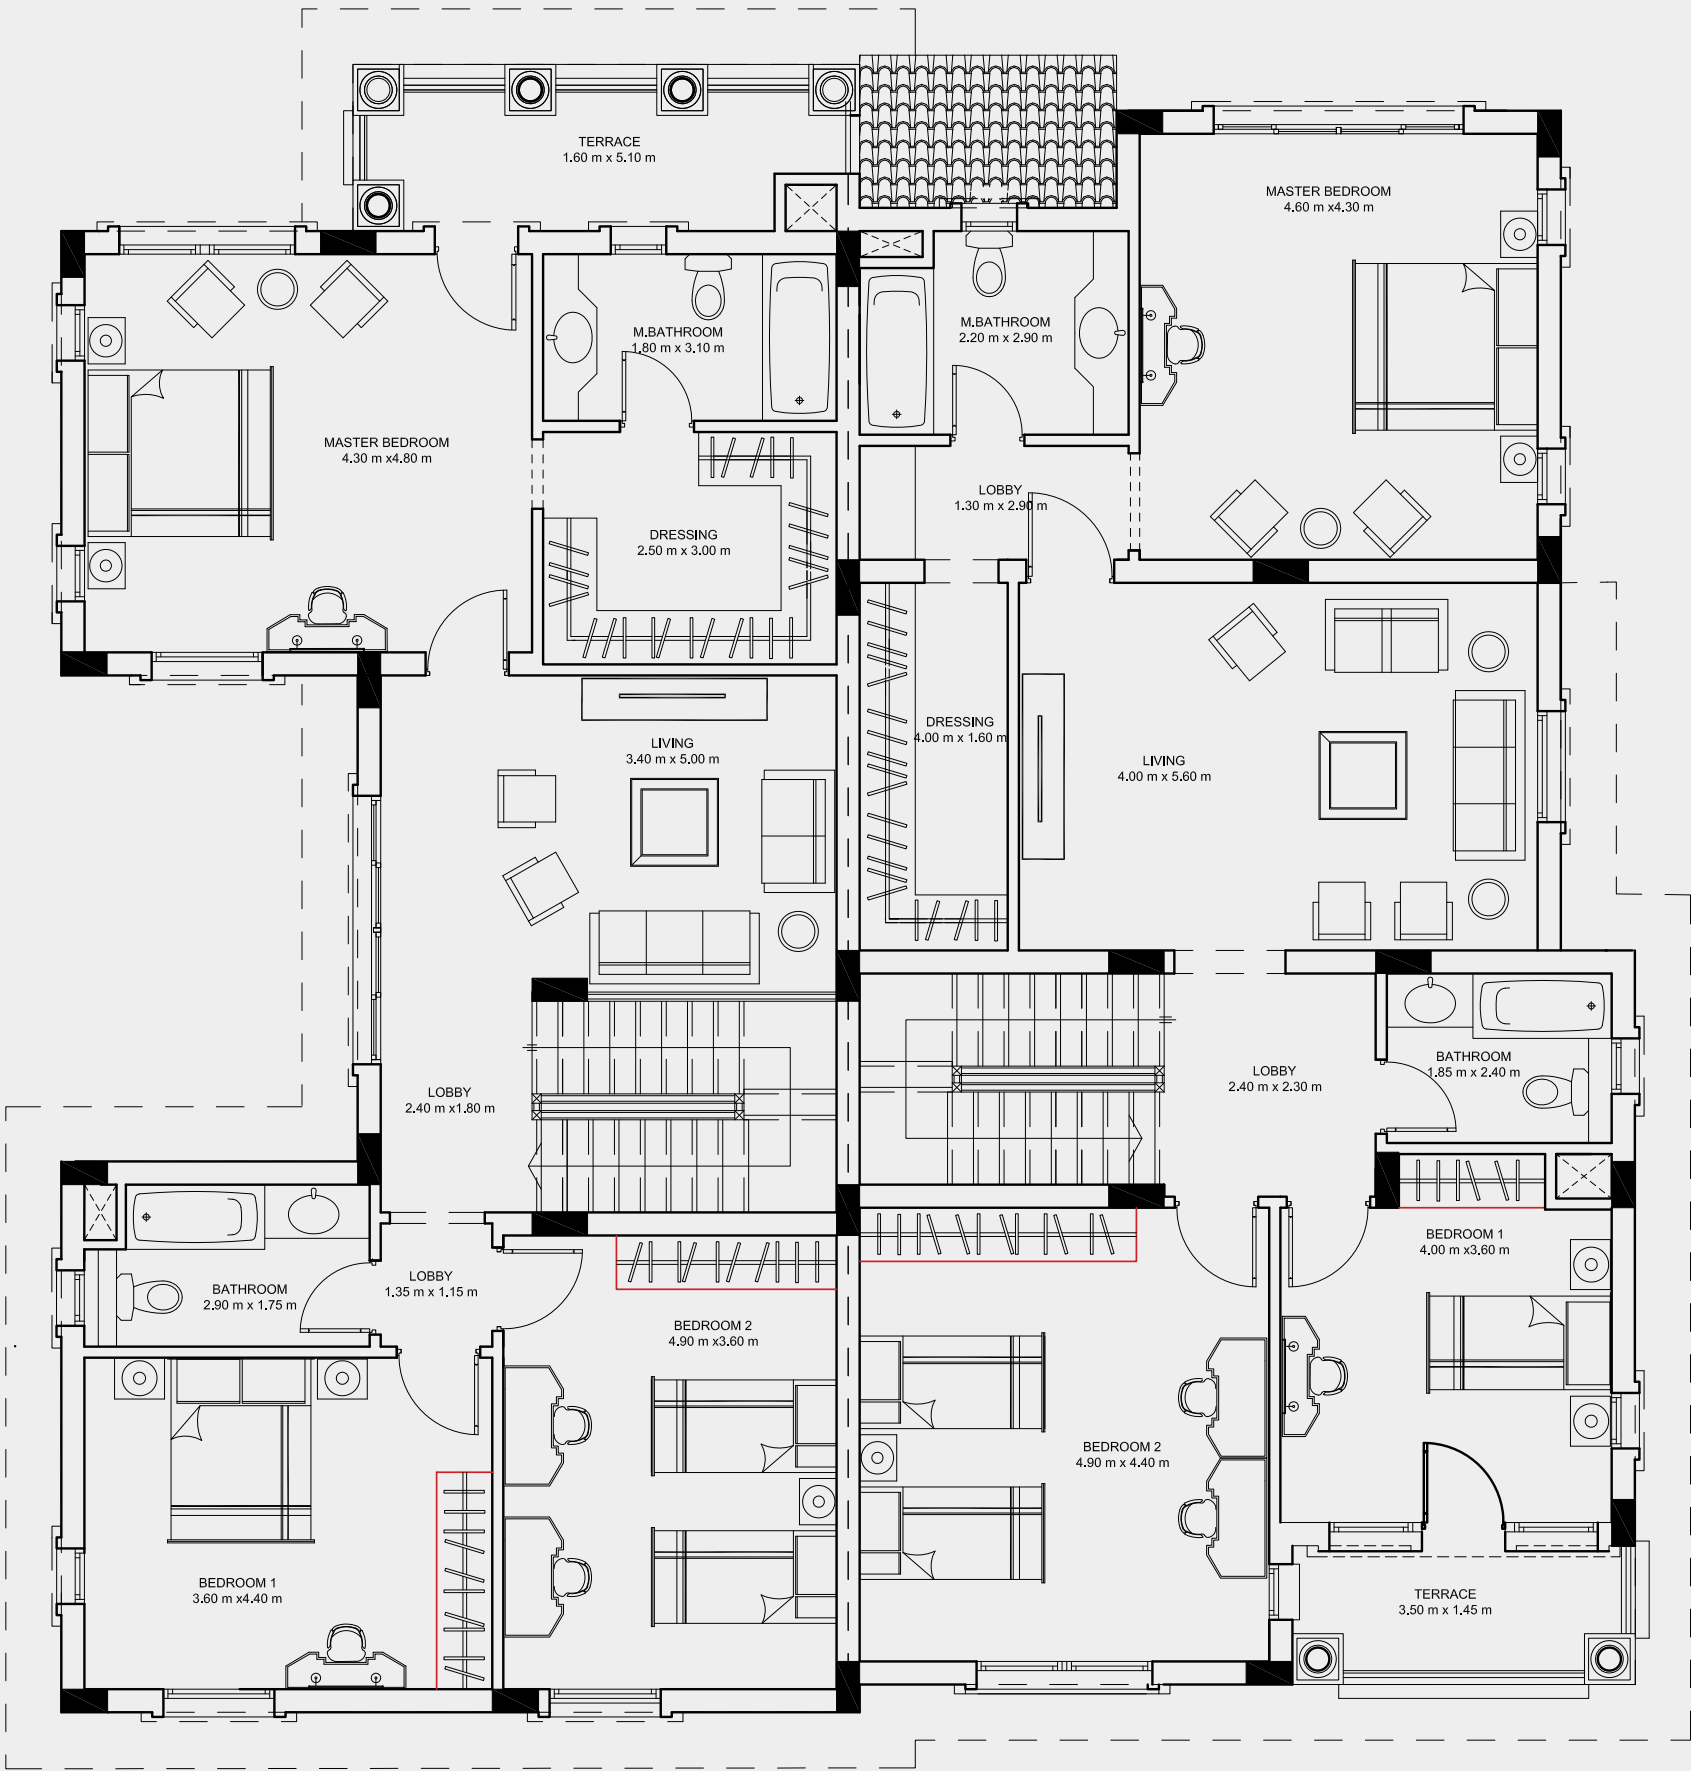 TERRACE
1.60 m x 5.10 m
MASTER BEDROOM
4.60 m x4.30 m
M.BATHROOM
1.80 m x 3.10 m
M.BATHROOM
2.20 m x 2.90 m
MASTER BEDROOM
4.30 m x4.80 m
LOBBY
1.30 m x 2.90 m
DRESSING
2.50 m x 3.00 m
DRESSING
4.00 m x 1.60 m
LIVING
3.40 m x 5.00 m
LIVING
4.00 m x 5.60 m
LOBBY
2.40 m x1.80 m
LOBBY
2.40 m x 2.30 m
BATHROOM
1.85 m x 2.40 m
BEDROOM 1
4.00 m x3.60 m
BATHROOM
2.90 m x 1.75 m
LOBBY
1.35 m x 1.15 m
BEDROOM 2
4.90 m x3.60 m
BEDROOM 2
4.90 m x 4.40 m
BEDROOM 1
3.60 m x4.40 m
TERRACE
3.50 m x 1.45 m